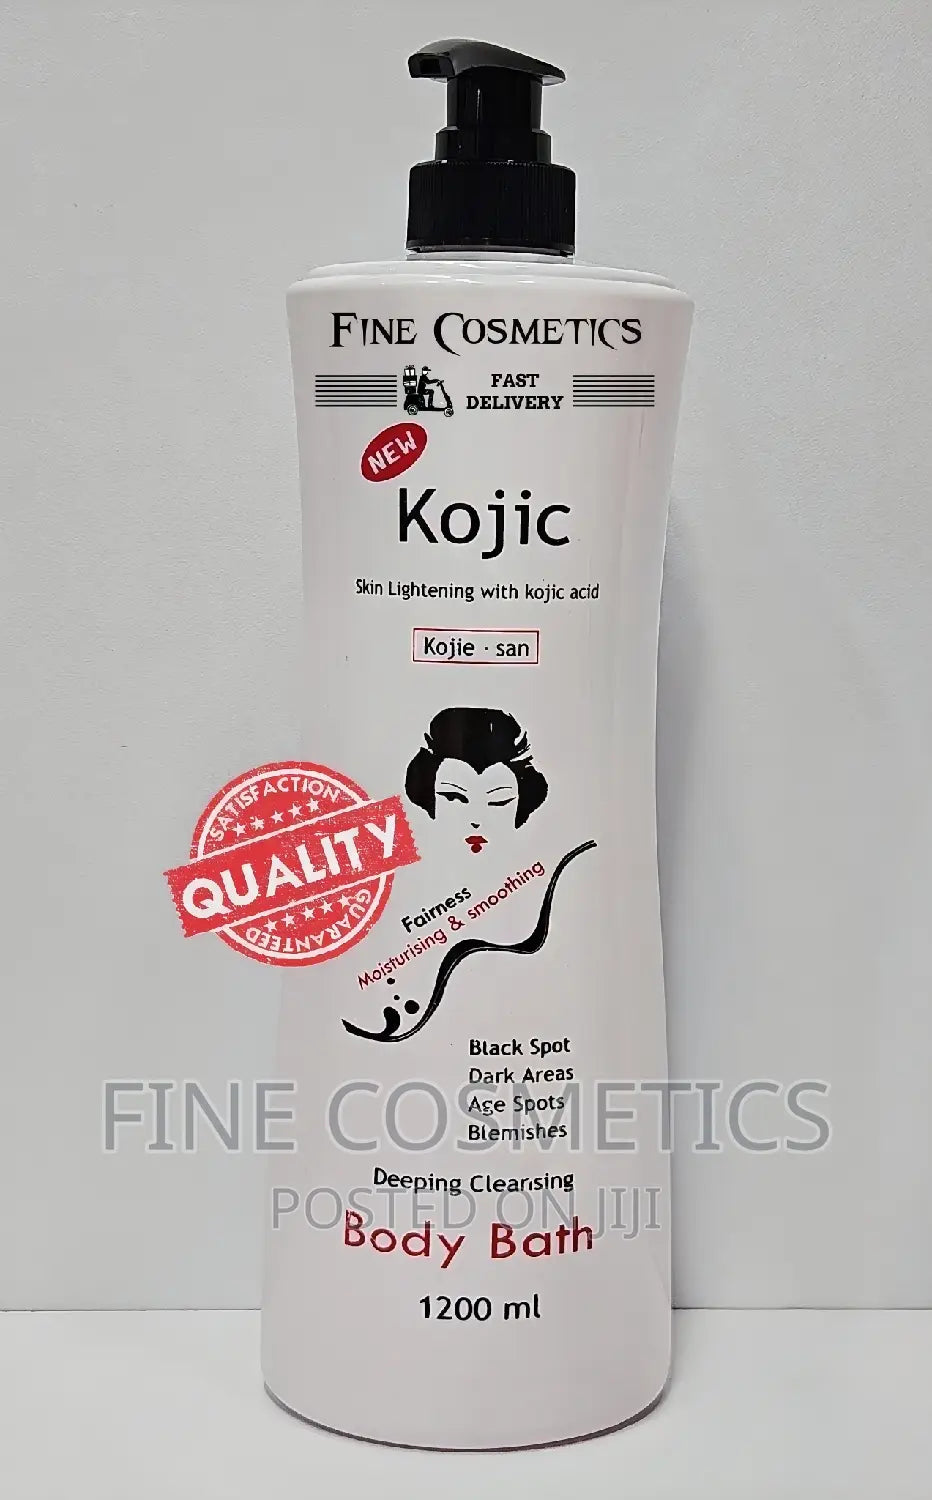 FINE COSMETICS
FAST
DELIVERY
NEW
Kojic
Skin Lightening with kojic acid
Kojie · san
SATISFACTION
QUALITY
GUARANTEED
Fairness
Moisturising & smoothing
Black Spot
Dark Areas
Age Spots
Blemishes
FINE COSMETICS
Deeping Cleansing
POSTED ON JIJI
Body Bath
1200 ml